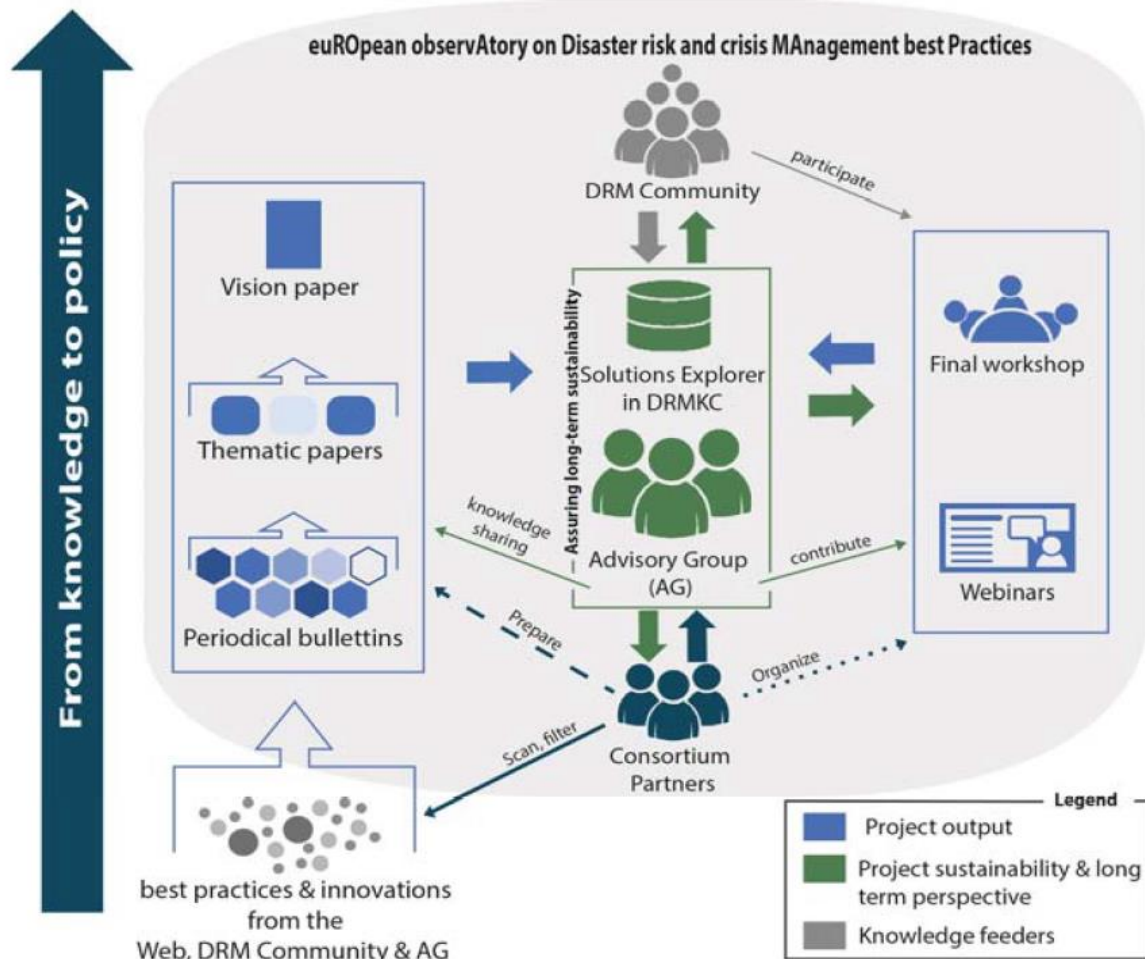 euROpean observAtory on Disaster risk and crisis MAnagement best Practices
From knowledge to policy
DRM Community
participate
Vision paper
Thematic papers
Periodical bullettins
Assuring long-term sustainability
Solutions Explorer
in DRMKC
Advisory Group
(AG)
knowledge
sharing
contribute
Final workshop
Webinars
Prepare
Organize
Scan, filter
Consortium
Partners
best practices & innovations
from the
Web, DRM Community & AG
Legend
Project output
Project sustainability & long
term perspective
Knowledge feeders